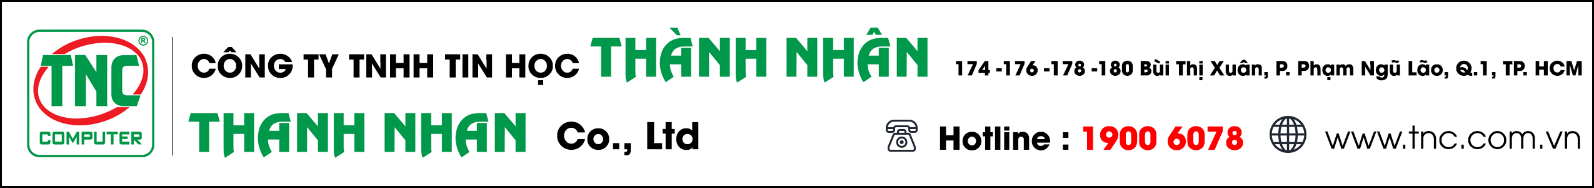 TNC®
COMPUTER
CÔNG TY TNHH TIN HỌC THÀNH NHÂN 174 -176 -178 -180 Bùi Thị Xuân, P. Phạm Ngũ Lão, Q.1, TP. HCM
THANH NHAN Co., Ltd Hotline : 1900 6078 www.tnc.com.vn